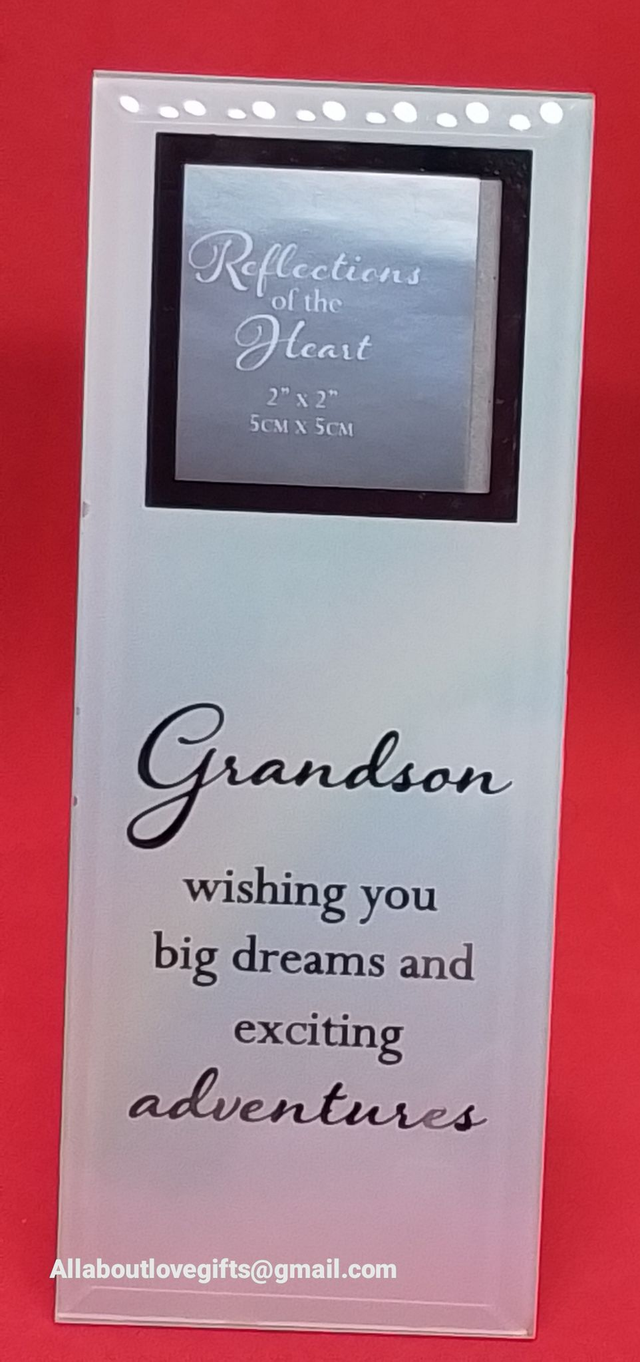 Reflections
of the
Heart
2” x 2”
5CM X 5CM
Grandson
wishing you
big dreams and
exciting
adventures
Allaboutlovegifts@gmail.com